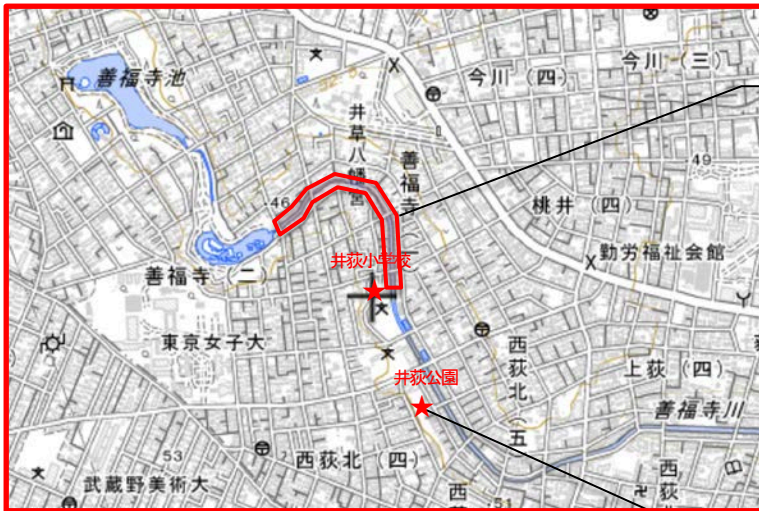 善福寺池
今川（四）
今川（三）
井草八幡宮
善福寺（一）
49
・46
桃井（四）
勤労福祉会館
善福寺（二）
井荻小学校
東京女子大
井荻公園
西荻北（五）
上荻（四）
善福寺川
53
西荻北（四）
武蔵野美術大
・51
西荻北